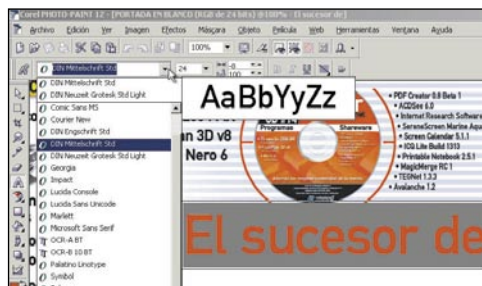 Corel PHOTO-PAINT 12 - [PORTADA EN BLANCO (RGB de 24 bits) @100% - El sucesor de]
Archivo Edición Ver Imagen Efectos Máscara Objeto Película Web Herramientas Ventana Ayuda
100%
DIN Mittelschrift Std 24
DIN Mittelschrift Std
DIN Neuzeit Grotesk Std Light
Comic Sans MS
Courier New
DIN Engschrift Std
DIN Mittelschrift Std
DIN Neuzeit Grotesk Std Light
Georgia
Impact
Lucida Console
Lucida Sans Unicode
Marlett
Microsoft Sans Serif
OCR-A BT
OCR-B 10 BT
Palatino Linotype
Symbol
AaBbYyZz
an 3D v8
Nero 6
Programas
Shareware
• PDF Creator 0.8 Beta 1
• ACDSee 6.0
• Internet Research Software
• SereneScreen Marine Aqu
• Screen Calendar 5.1.1
• ICQ Lite Build 1313
• Printable Notebook 2.5.1
• MagicMerge RC 1
• TEGNet 1.3.3
• Avalanche 1.2
El sucesor de